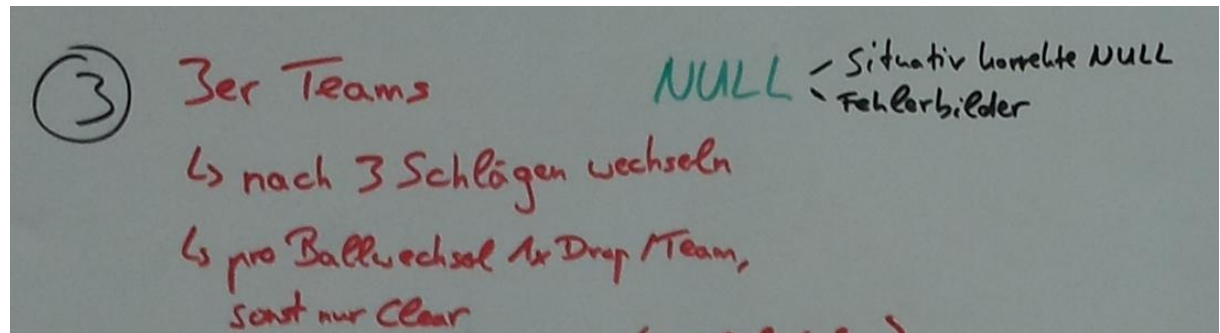 ③ 3er Teams
NULL - Situativ korrekte NULL
- Fehlerbilder
↳ nach 3 Schlägen wechseln
↳ pro Ballwechsel 1x Drop/Team,
sonst nur Clear